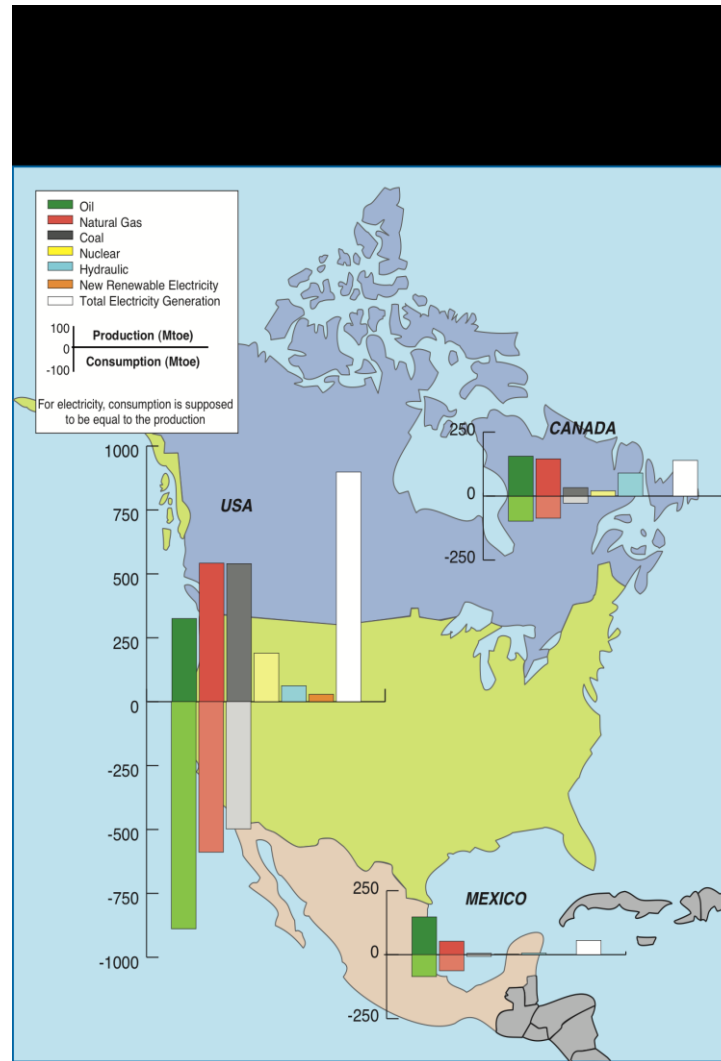 Oil
Natural Gas
Coal
Nuclear
Hydraulic
New Renewable Electricity
Total Electricity Generation
100
0
-100
Production (Mtoe)
Consumption (Mtoe)
For electricity, consumption is supposed
to be equal to the production
CANADA
250
0
-250
USA
1000
750
500
250
0
-250
-500
-750
-1000
MEXICO
250
0
-250